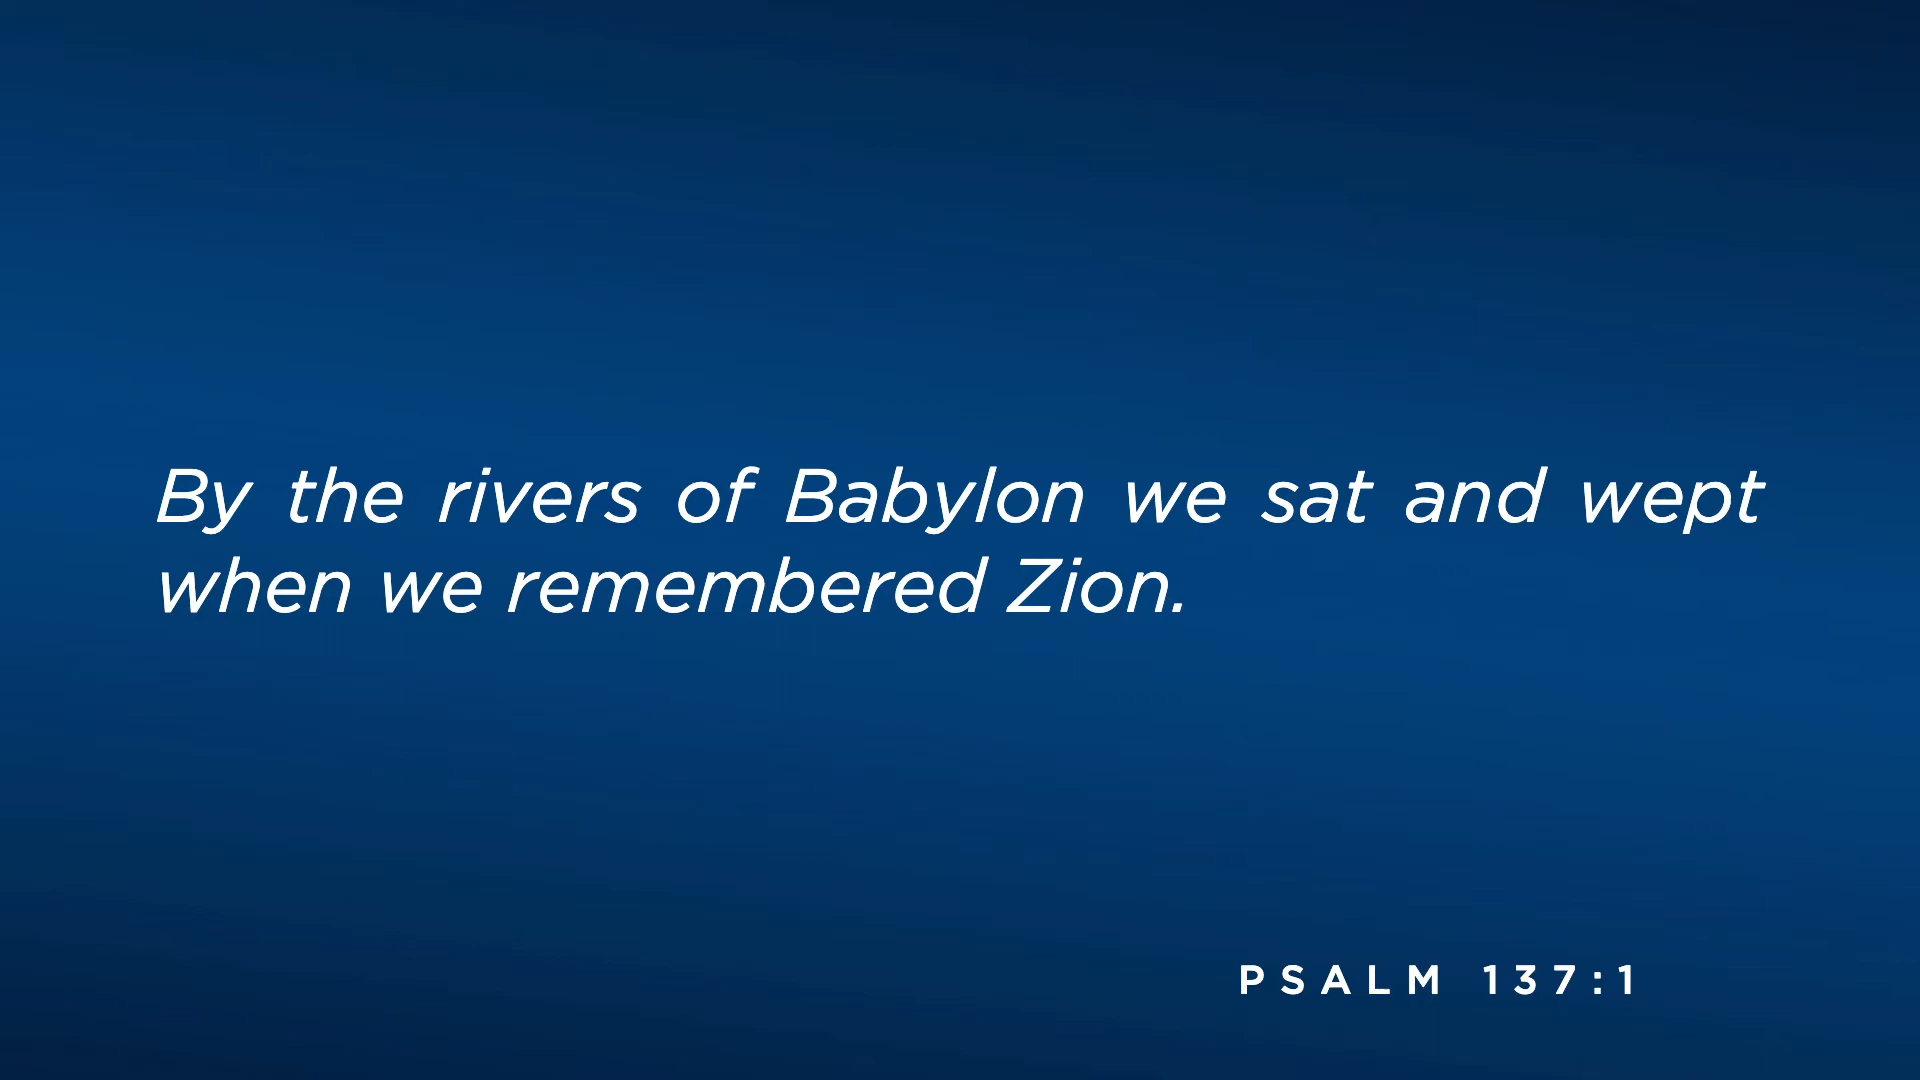 By the rivers of Babylon we sat and wept
when we remembered Zion.
PSALM 137:1